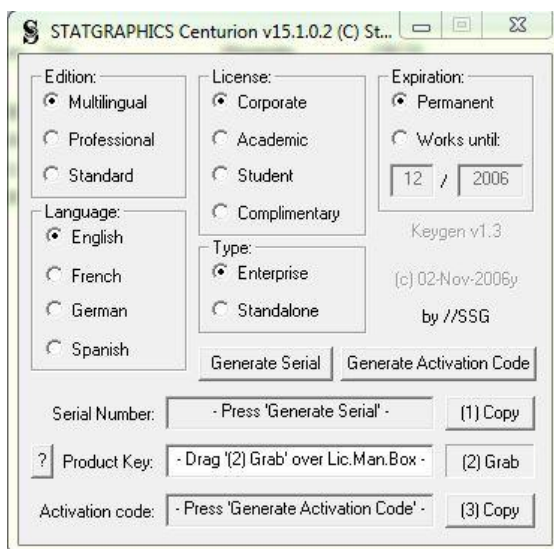 STATGRAPHICS Centurion v15.1.0.2 (C) St...
Edition:
Multilingual
Professional
Standard
License:
Corporate
Academic
Student
Complimentary
Expiration:
Permanent
Works until:
12 / 2006
Language:
English
French
German
Spanish
Type:
Enterprise
Standalone
Keygen v1.3
(c) 02-Nov-2006y
by //SSG
Generate Serial
Generate Activation Code
Serial Number: - Press 'Generate Serial' - (1) Copy
? Product Key: - Drag '(2) Grab' over Lic.Man.Box - (2) Grab
Activation code: - Press 'Generate Activation Code' - (3) Copy